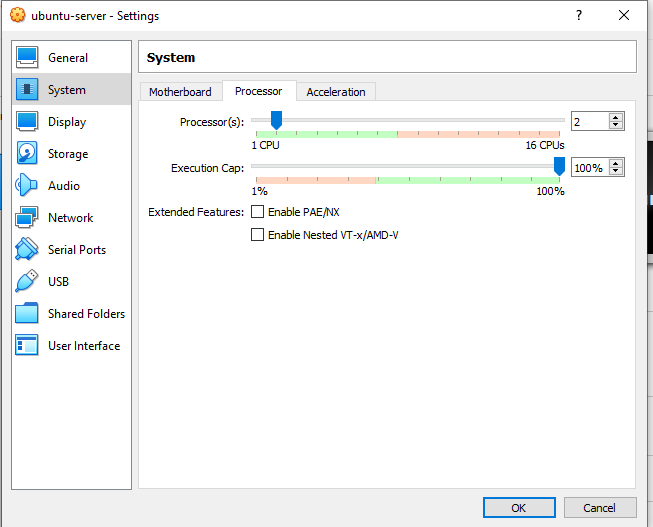 ubuntu-server - Settings
?
General
System
Display
Storage
Audio
Network
Serial Ports
USB
Shared Folders
User Interface
System
Motherboard Processor Acceleration
Processor(s): 2
1 CPU 16 CPUs
Execution Cap: 100%
1% 100%
Extended Features: Enable PAE/NX
Enable Nested VT-x/AMD-V
OK Cancel